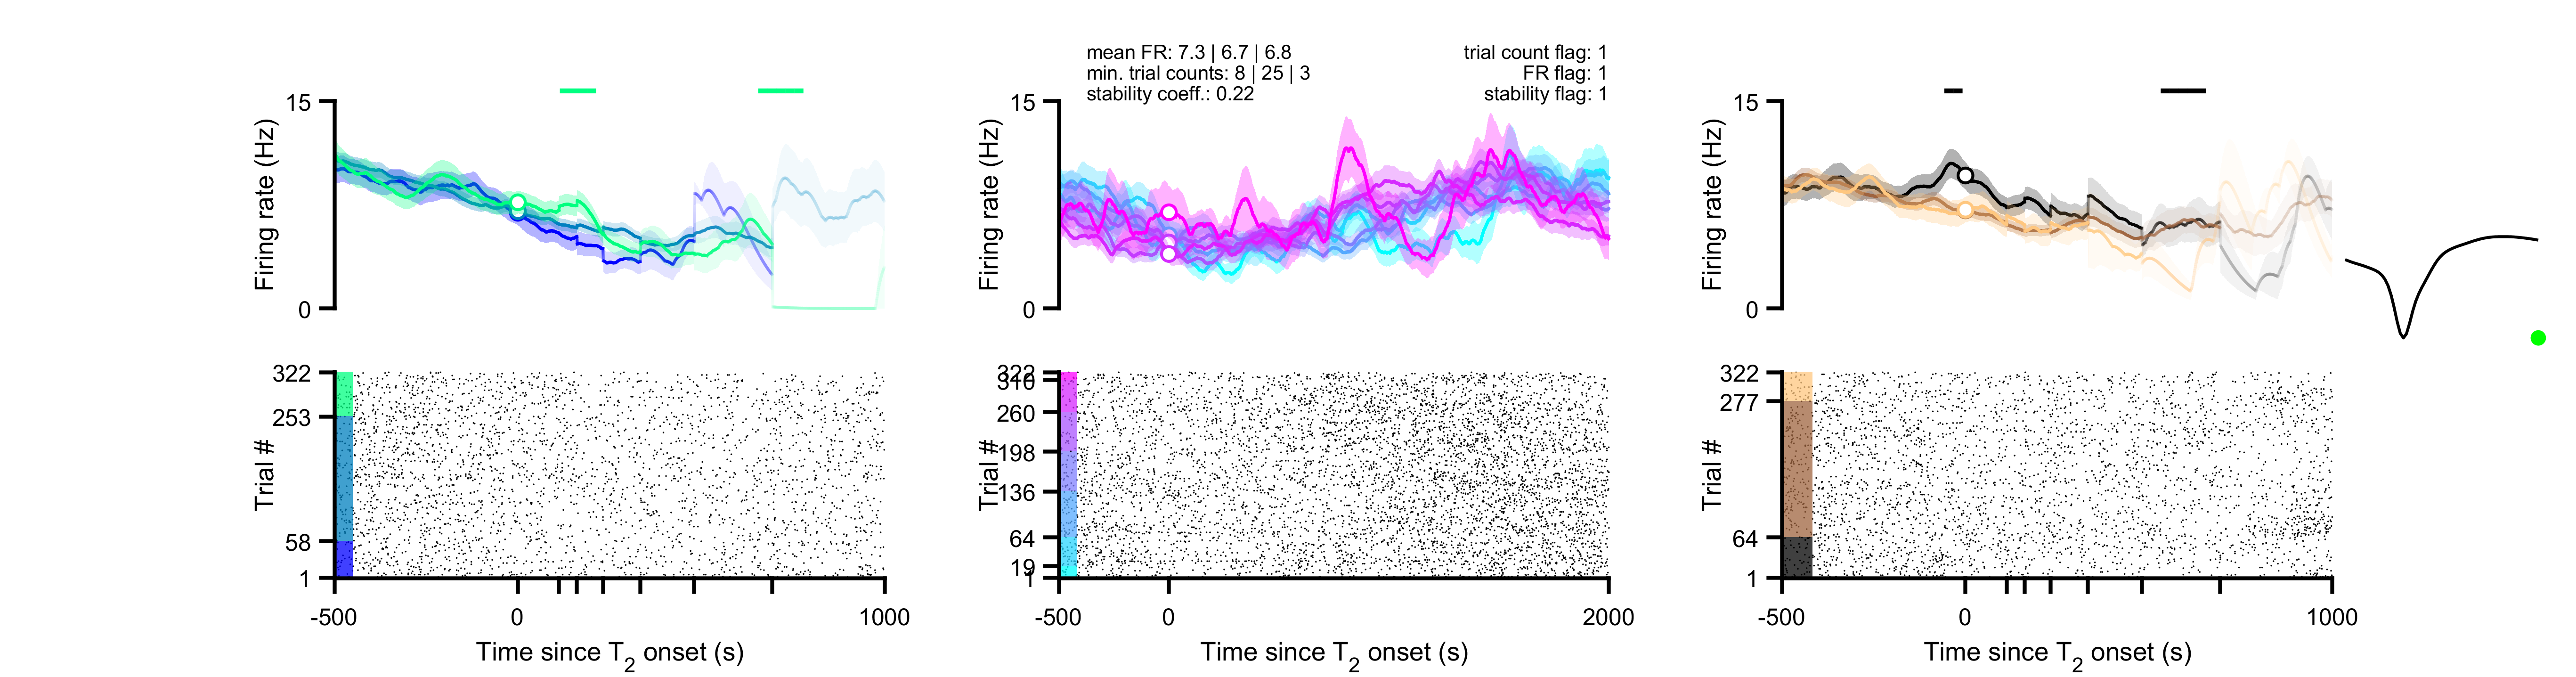 mean FR: 7.3 | 6.7 | 6.8
min. trial counts: 8 | 25 | 3
stability coeff.: 0.22
trial count flag: 1
FR flag: 1
stability flag: 1
15
Firing rate (Hz)
0
15
Firing rate (Hz)
0
15
Firing rate (Hz)
0
322
253
Trial #
58
1
-500
0
1000
Time since T2 onset (s)
322
310
260
Trial #
198
136
64
19
1
-500
0
2000
Time since T2 onset (s)
322
277
Trial #
64
1
-500
0
1000
Time since T2 onset (s)